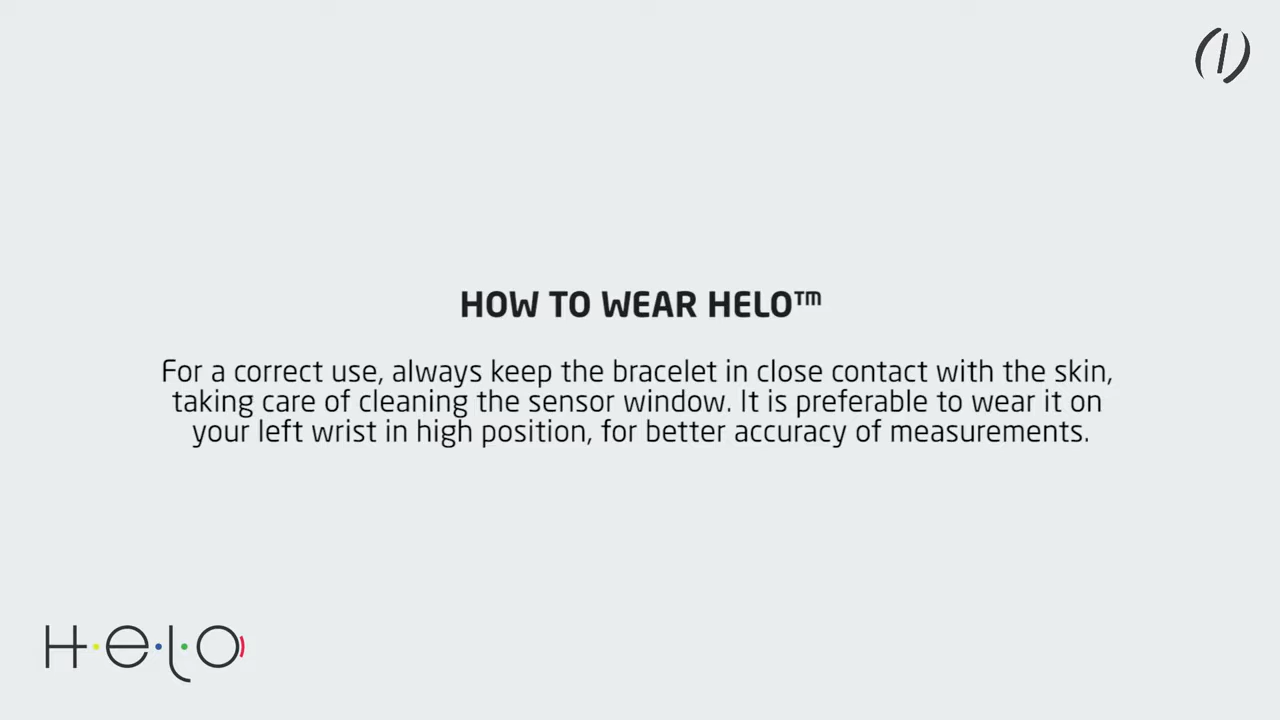 HOW TO WEAR HELO™
For a correct use, always keep the bracelet in close contact with the skin,
taking care of cleaning the sensor window. It is preferable to wear it on
your left wrist in high position, for better accuracy of measurements.
Helo